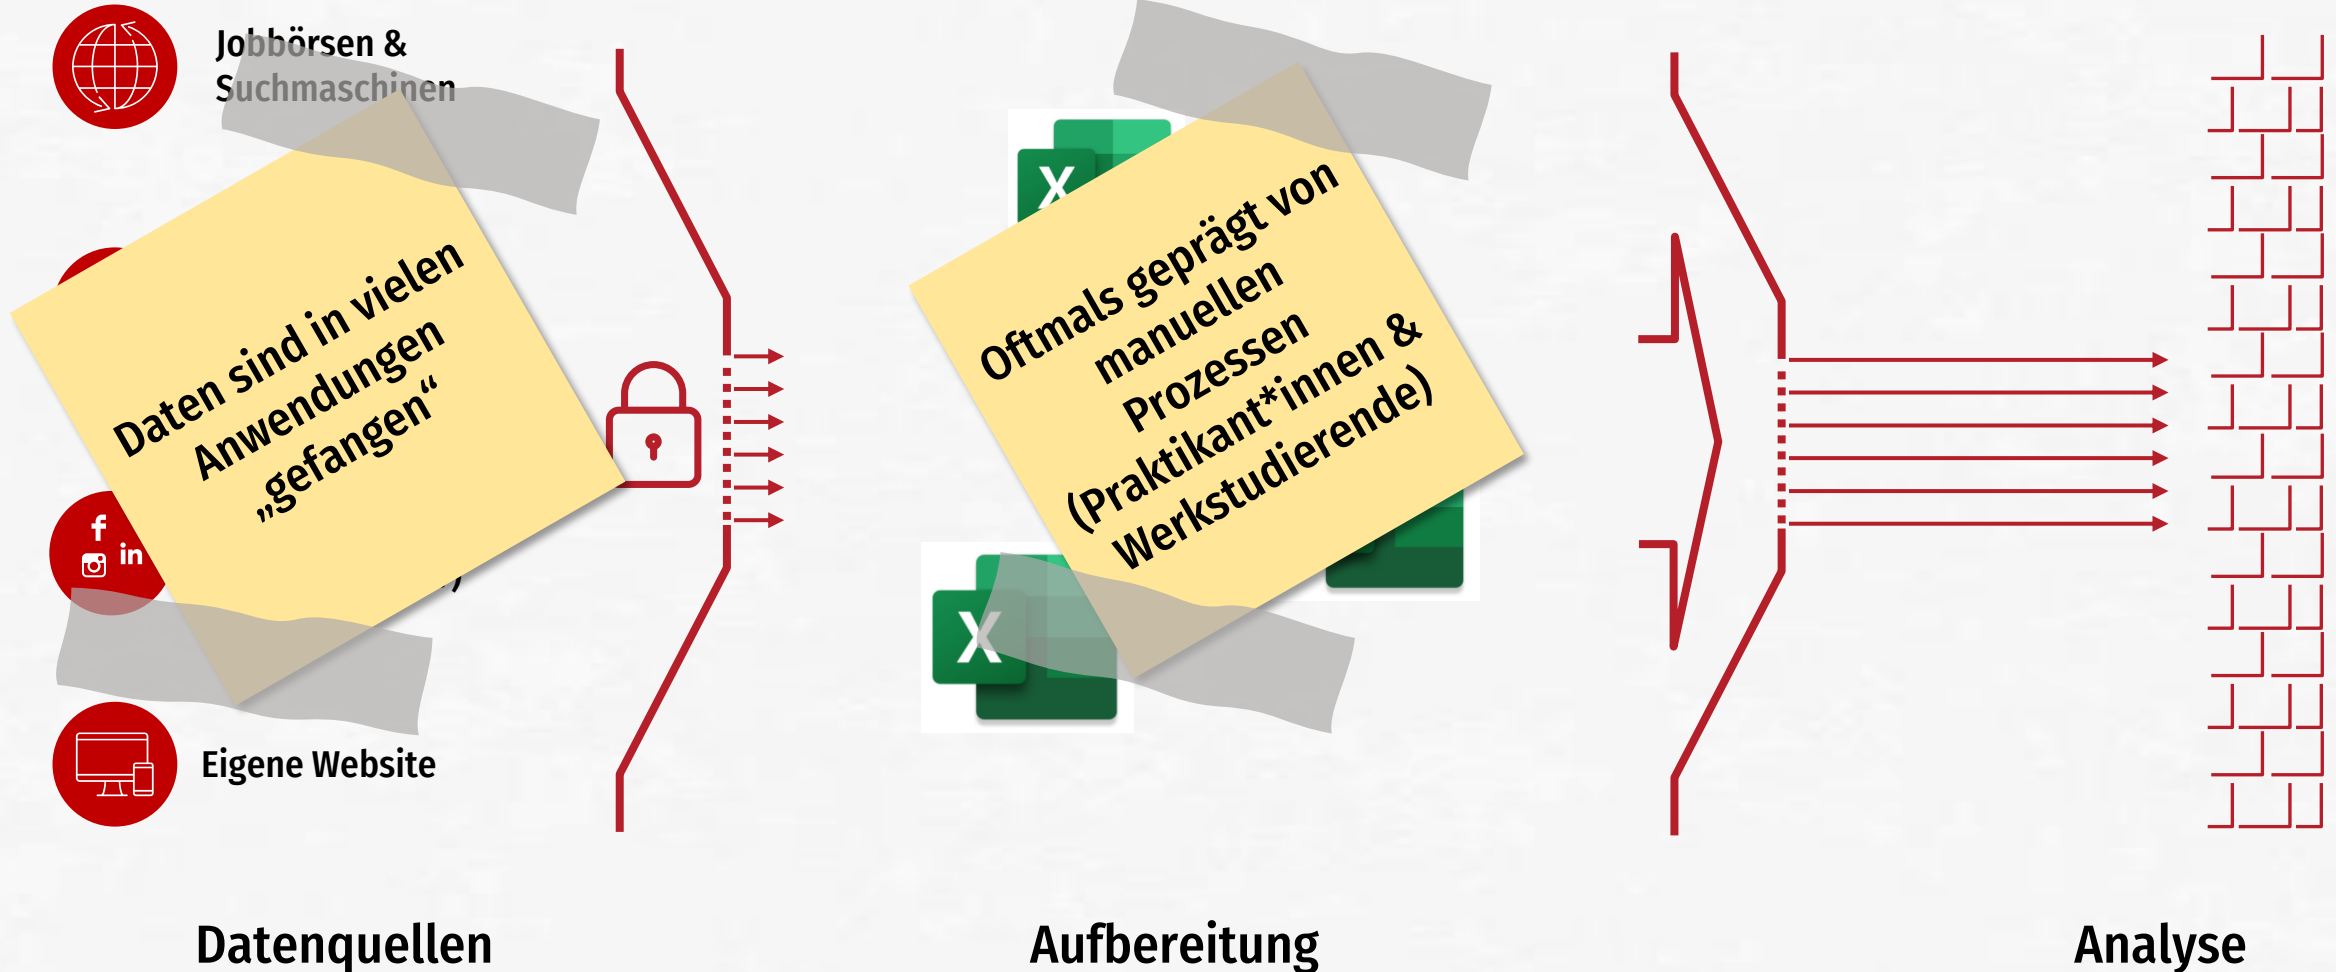 Jobbörsen &
Suchmaschinen
Daten sind in vielen
Anwendungen
„gefangen“
f
in
)
Eigene Website
X
Oftmals geprägt von
manuellen
Prozessen
(Praktikant*innen &
Werkstudierende)
X
Datenquellen
Aufbereitung
Analyse